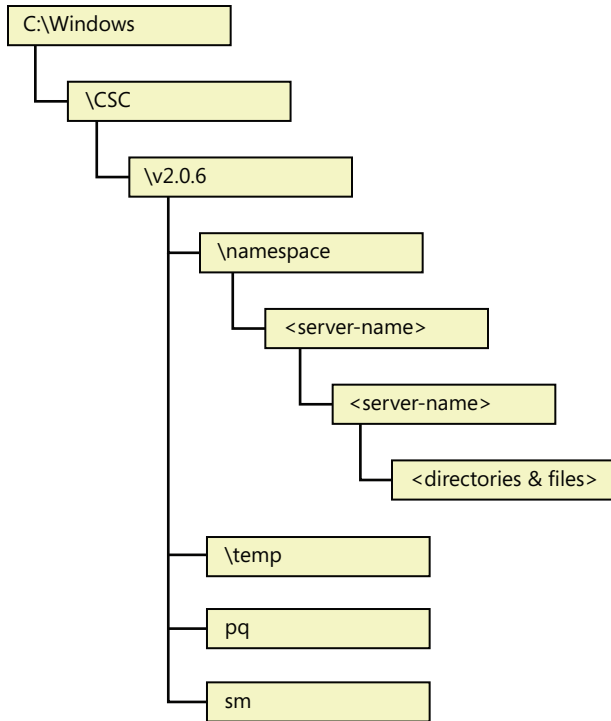 C:\Windows
\CSC
\v2.0.6
\namespace
<server-name>
<server-name>
<directories & files>
\temp
pq
sm